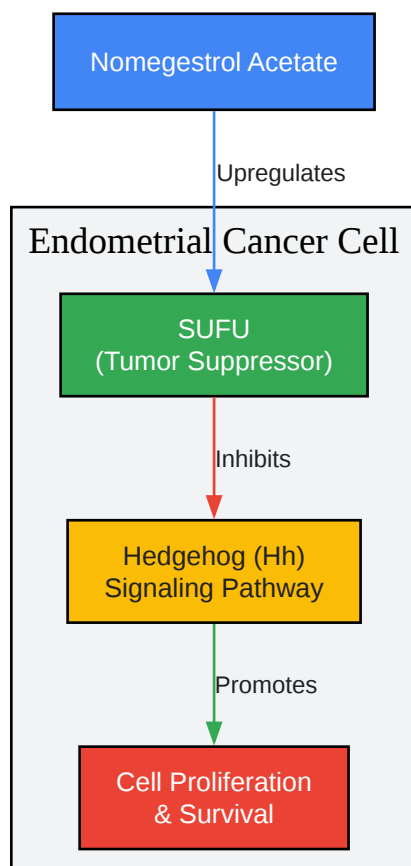 Nomegestrol Acetate
Upregulates
Endometrial Cancer Cell
SUFU
(Tumor Suppressor)
Inhibits
Hedgehog (Hh)
Signaling Pathway
Promotes
Cell Proliferation
& Survival